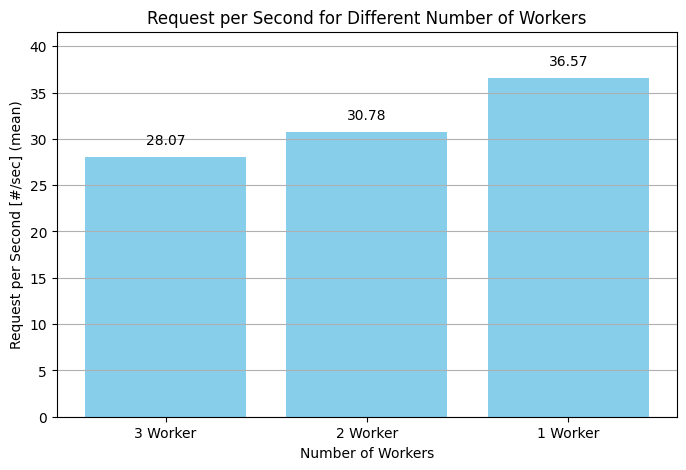 Request per Second for Different Number of Workers
Request per Second [#/sec] (mean)
40
35
30
25
20
15
10
5
0
28.07
30.78
36.57
3 Worker
2 Worker
1 Worker
Number of Workers